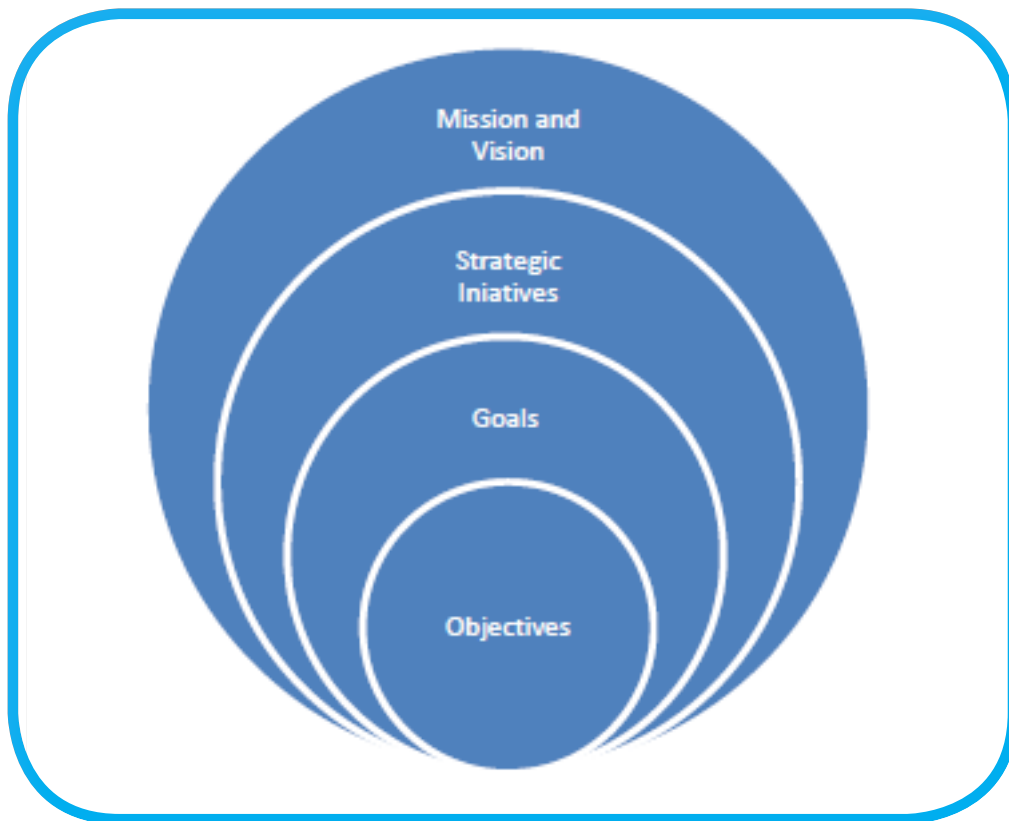 Mission and
Vision
Strategic
Iniatives
Goals
Objectives